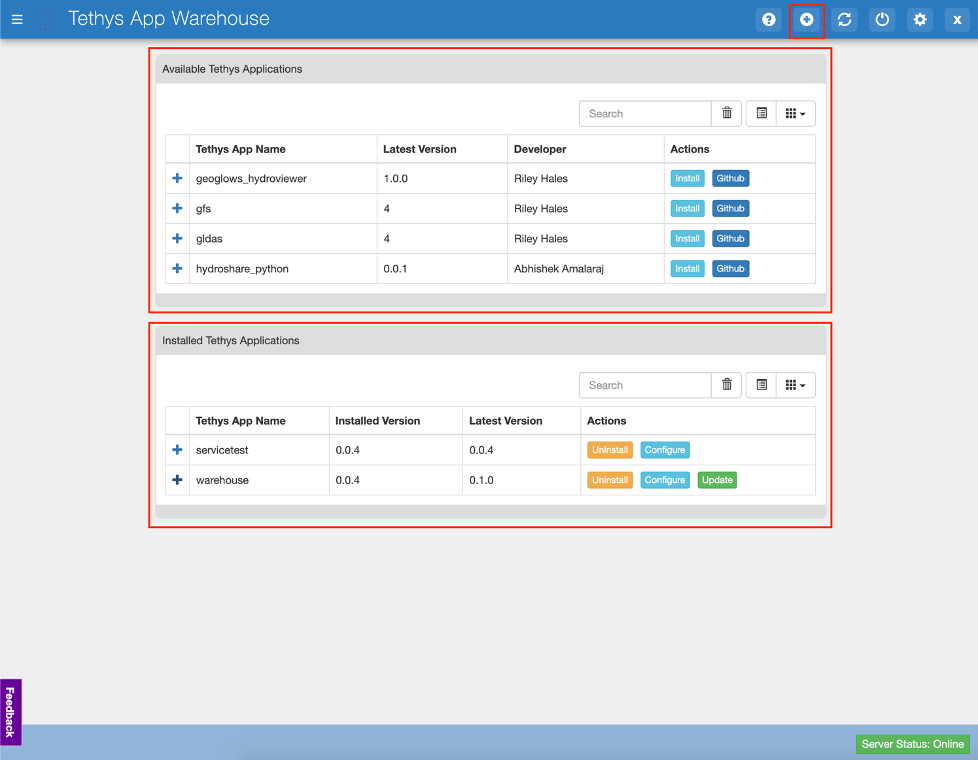 Tethys App Warehouse
Available Tethys Applications
Search
Tethys App Name Latest Version Developer Actions
geoglows_hydroviewer 1.0.0 Riley Hales Install Github
gfs 4 Riley Hales Install Github
gldas 4 Riley Hales Install Github
hydroshare_python 0.0.1 Abhishek Amalaraj Install Github
Installed Tethys Applications
Search
Tethys App Name Installed Version Latest Version Actions
servicetest 0.0.4 0.0.4 Uninstall Configure
warehouse 0.0.4 0.1.0 Uninstall Configure Update
Feedback
Server Status: Online